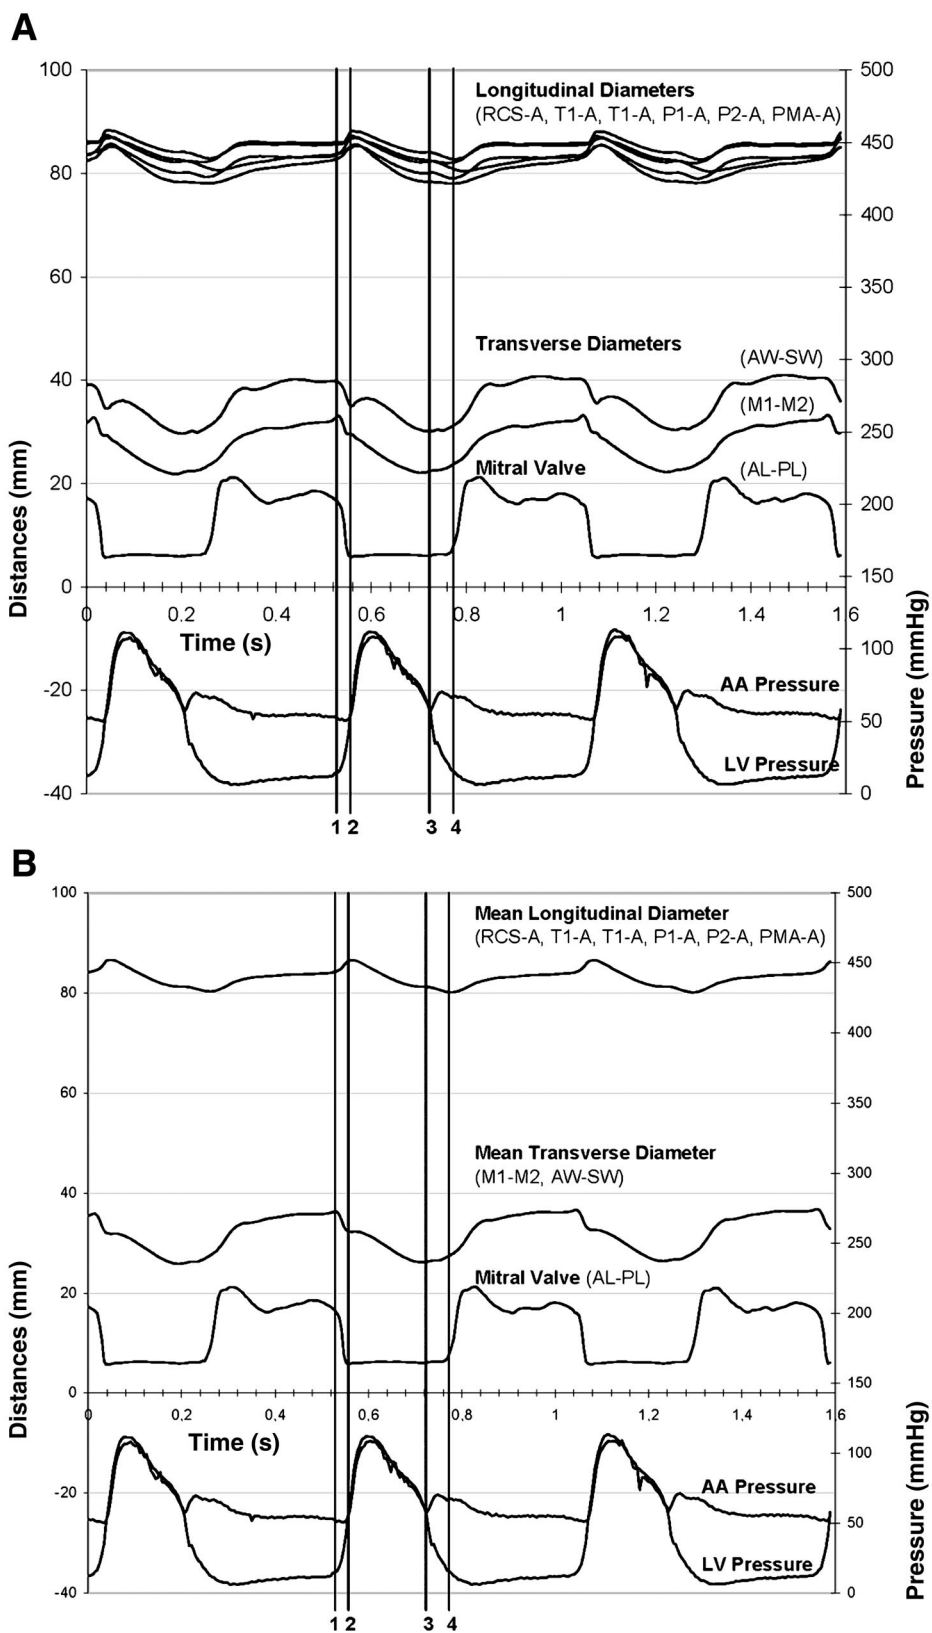 A
100
500
Longitudinal Diameters
(RCS-A, T1-A, T1-A, P1-A, P2-A, PMA-A)
450
80
400
60
350
Transverse Diameters
300
(AW-SW)
40
(M1-M2)
250
Mitral Valve
(AL-PL)
20
200
Distances (mm)
0
150
0 0.2 0.4 0.6 0.8 1 1.2 1.4 1.6
Time (s)
100
Pressure (mmHg)
-20
AA Pressure
50
LV Pressure
-40
0
1 2 3 4
B
100
500
Mean Longitudinal Diameter
(RCS-A, T1-A, T1-A, P1-A, P2-A, PMA-A)
450
80
400
60
350
Mean Transverse Diameter
(M1-M2, AW-SW)
300
40
250
Mitral Valve (AL-PL)
20
200
Distances (mm)
0
150
0 0,2 0,4 0,6 0,8 1 1,2 1,4 1,6
Time (s)
100
Pressure (mmHg)
-20
AA Pressure
50
LV Pressure
-40
0
1 2 3 4